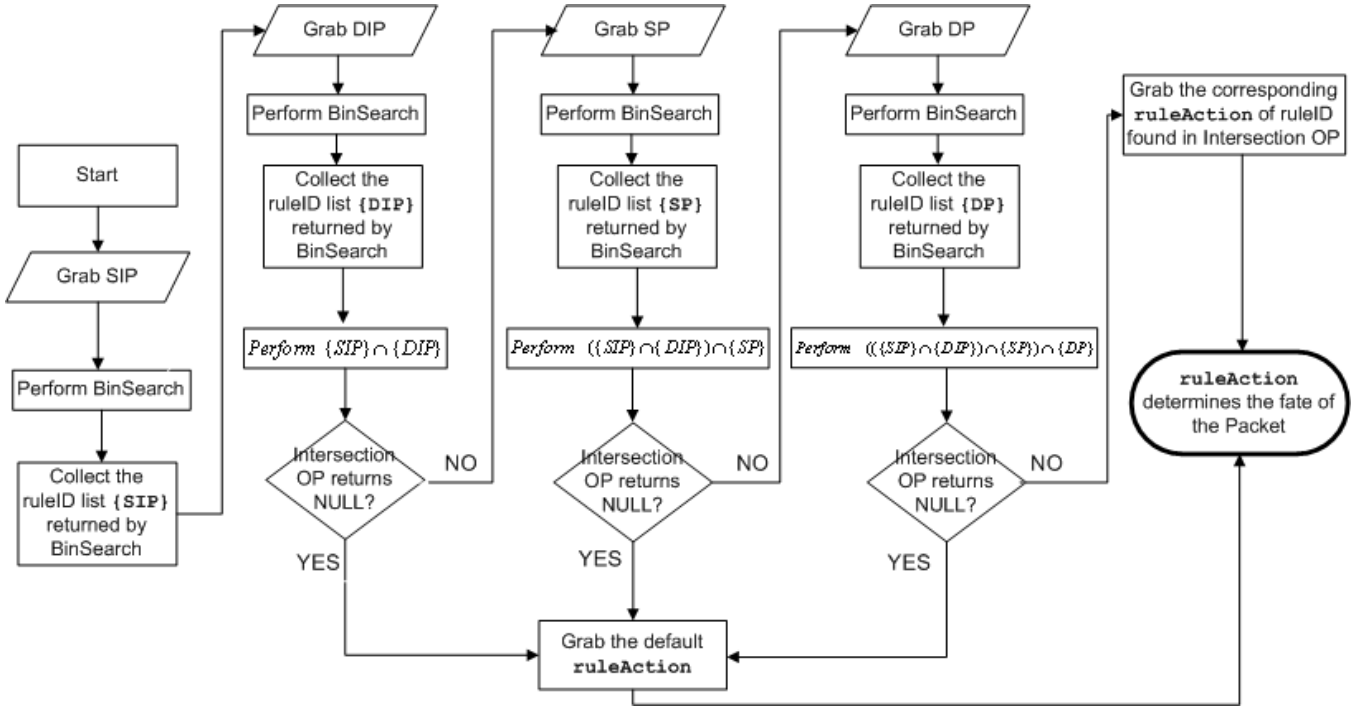 Start
Grab SIP
Perform BinSearch
Collect the
ruleID list {SIP}
returned by
BinSearch
Grab DIP
Perform BinSearch
Collect the
ruleID list {DIP}
returned by
BinSearch
Perform {SIP}∩{DIP}
Intersection
OP returns
NULL?
NO
YES
Grab SP
Perform BinSearch
Collect the
ruleID list {SP}
returned by
BinSearch
Perform ({SIP}∩{DIP})∩{SP}
Intersection
OP returns
NULL?
NO
YES
Grab DP
Perform BinSearch
Collect the
ruleID list {DP}
returned by
BinSearch
Perform (({SIP}∩{DIP})∩{SP})∩{DP}
Intersection
OP returns
NULL?
NO
YES
Grab the default
ruleAction
Grab the corresponding
ruleAction of ruleID
found in Intersection OP
ruleAction
determines the fate of
the Packet